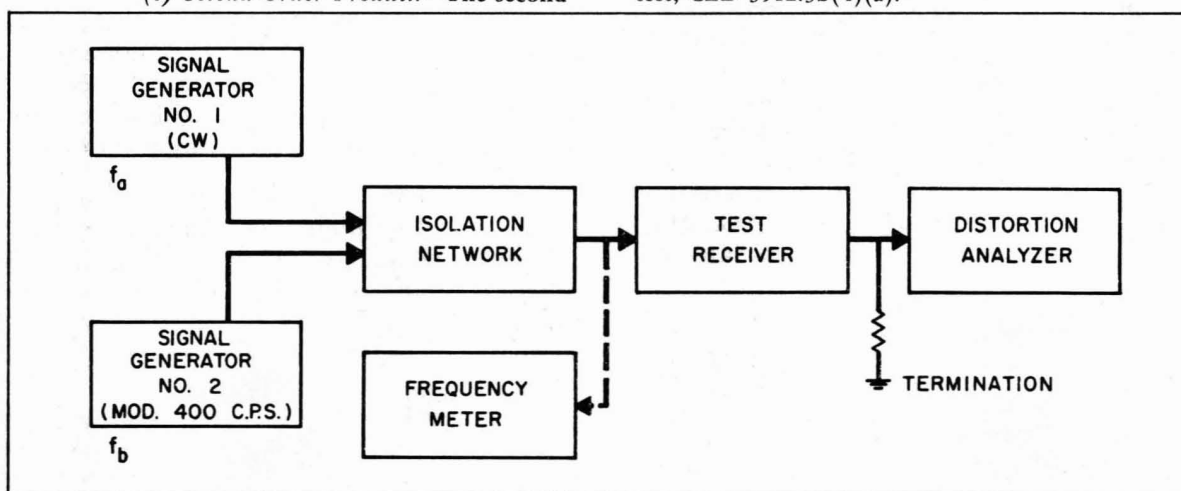 SIGNAL
GENERATOR
NO. 1
(CW)
fa
ISOLATION
NETWORK
TEST
RECEIVER
DISTORTION
ANALYZER
SIGNAL
GENERATOR
NO. 2
(MOD. 400 C.P.S.)
fb
FREQUENCY
METER
TERMINATION